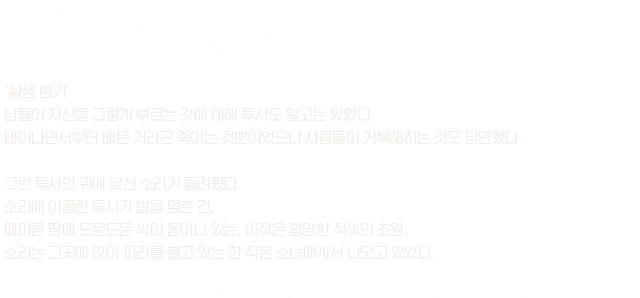 '살생 병기'
남들이 자신을 그렇게 부르는 것에 대해 투사도 알고는 있었다.
태어나면서부터 배운 거라곤 죽이는 것뿐이었으니 사람들이 거북해하는 것도 당연했다.
그런 투사의 귀에 낯선 소리가 들려왔다.
소리에 이끌린 투사가 발을 멈춘 건,
메마른 땅에 드문드문 싹이 돋아나 있는, 아직은 황망한 적색의 초원.
소리는 그곳에 앉아 피리를 불고 있는 한 작은 소녀에게서 나오고 있었다.